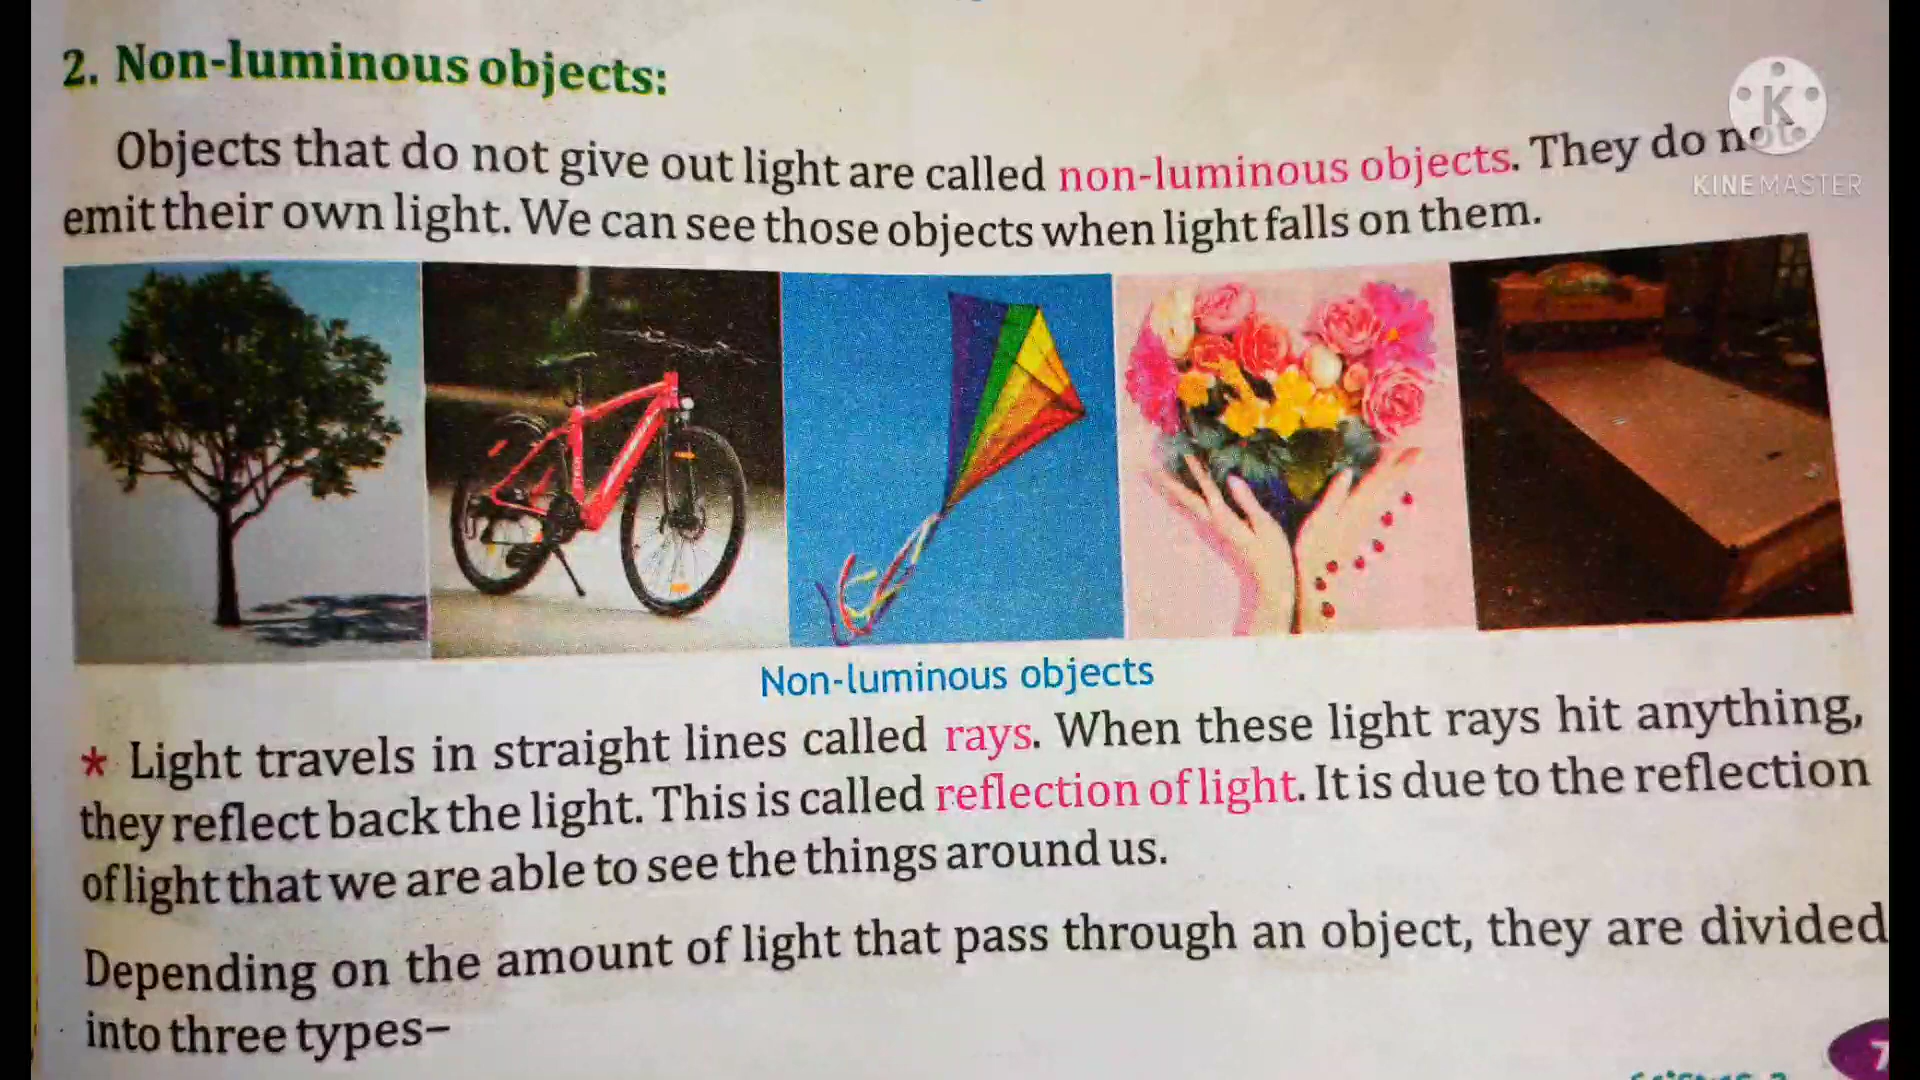 2. Non-luminous objects:
Objects that do not give out light are called non-luminous objects. They do not
emit their own light. We can see those objects when light falls on them.
K
KINEMASTER
Non-luminous objects
* Light travels in straight lines called rays. When these light rays hit anything,
they reflect back the light. This is called reflection of light. It is due to the reflection
of light that we are able to see the things around us.
Depending on the amount of light that pass through an object, they are divided
into three types–
7